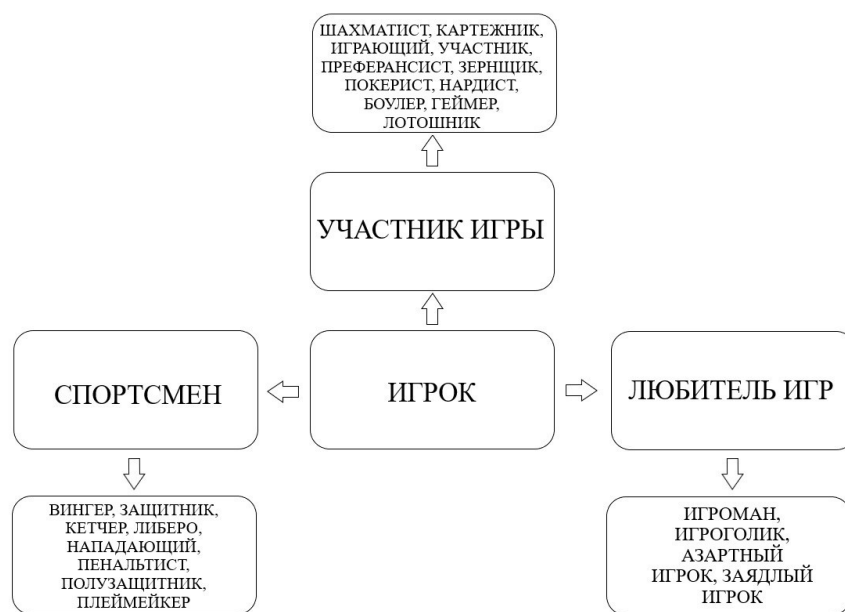 ШАХМАТИСТ, КАРТЕЖНИК,
ИГРАЮЩИЙ, УЧАСТНИК,
ПРЕФЕРАНСИСТ, ЗЕРНЩИК,
ПОКЕРИСТ, НАРДИСТ,
БОУЛЕР, ГЕЙМЕР,
ЛОТОШНИК
УЧАСТНИК ИГРЫ
СПОРТСМЕН
ИГРОК
ЛЮБИТЕЛЬ ИГР
ВИНГЕР, ЗАЩИТНИК,
КЕТЧЕР, ЛИБЕРО,
НАПАДАЮЩИЙ,
ПЕНАЛЬТИСТ,
ПОЛУЗАЩИТНИК,
ПЛЕЙМЕЙКЕР
ИГРОМАН,
ИГРОГОЛИК,
АЗАРТНЫЙ
ИГРОК, ЗАЯДЛЫЙ
ИГРОК